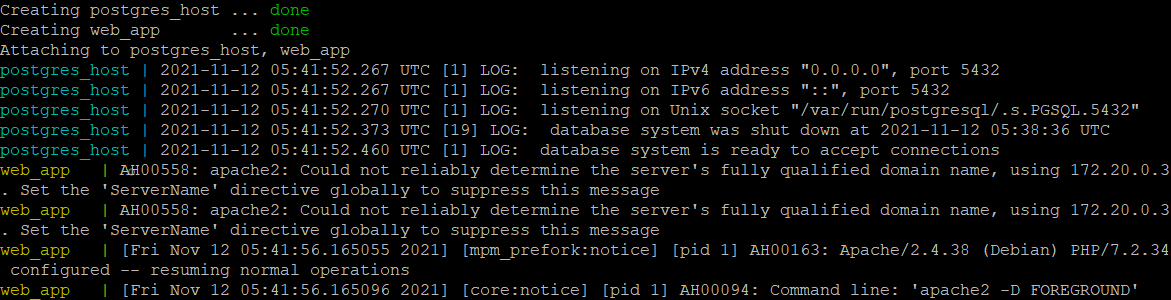 Creating postgres_host ... done
Creating web_app       ... done
Attaching to postgres_host, web_app
postgres_host | 2021-11-12 05:41:52.267 UTC [1] LOG:  listening on IPv4 address "0.0.0.0", port 5432
postgres_host | 2021-11-12 05:41:52.267 UTC [1] LOG:  listening on IPv6 address "::", port 5432
postgres_host | 2021-11-12 05:41:52.270 UTC [1] LOG:  listening on Unix socket "/var/run/postgresql/.s.PGSQL.5432"
postgres_host | 2021-11-12 05:41:52.373 UTC [19] LOG:  database system was shut down at 2021-11-12 05:38:36 UTC
postgres_host | 2021-11-12 05:41:52.460 UTC [1] LOG:  database system is ready to accept connections
web_app   | AH00558: apache2: Could not reliably determine the server's fully qualified domain name, using 172.20.0.3
. Set the 'ServerName' directive globally to suppress this message
web_app   | AH00558: apache2: Could not reliably determine the server's fully qualified domain name, using 172.20.0.3
. Set the 'ServerName' directive globally to suppress this message
web_app   | [Fri Nov 12 05:41:56.165055 2021] [mpm_prefork:notice] [pid 1] AH00163: Apache/2.4.38 (Debian) PHP/7.2.34
 configured -- resuming normal operations
web_app   | [Fri Nov 12 05:41:56.165096 2021] [core:notice] [pid 1] AH00094: Command line: 'apache2 -D FOREGROUND'